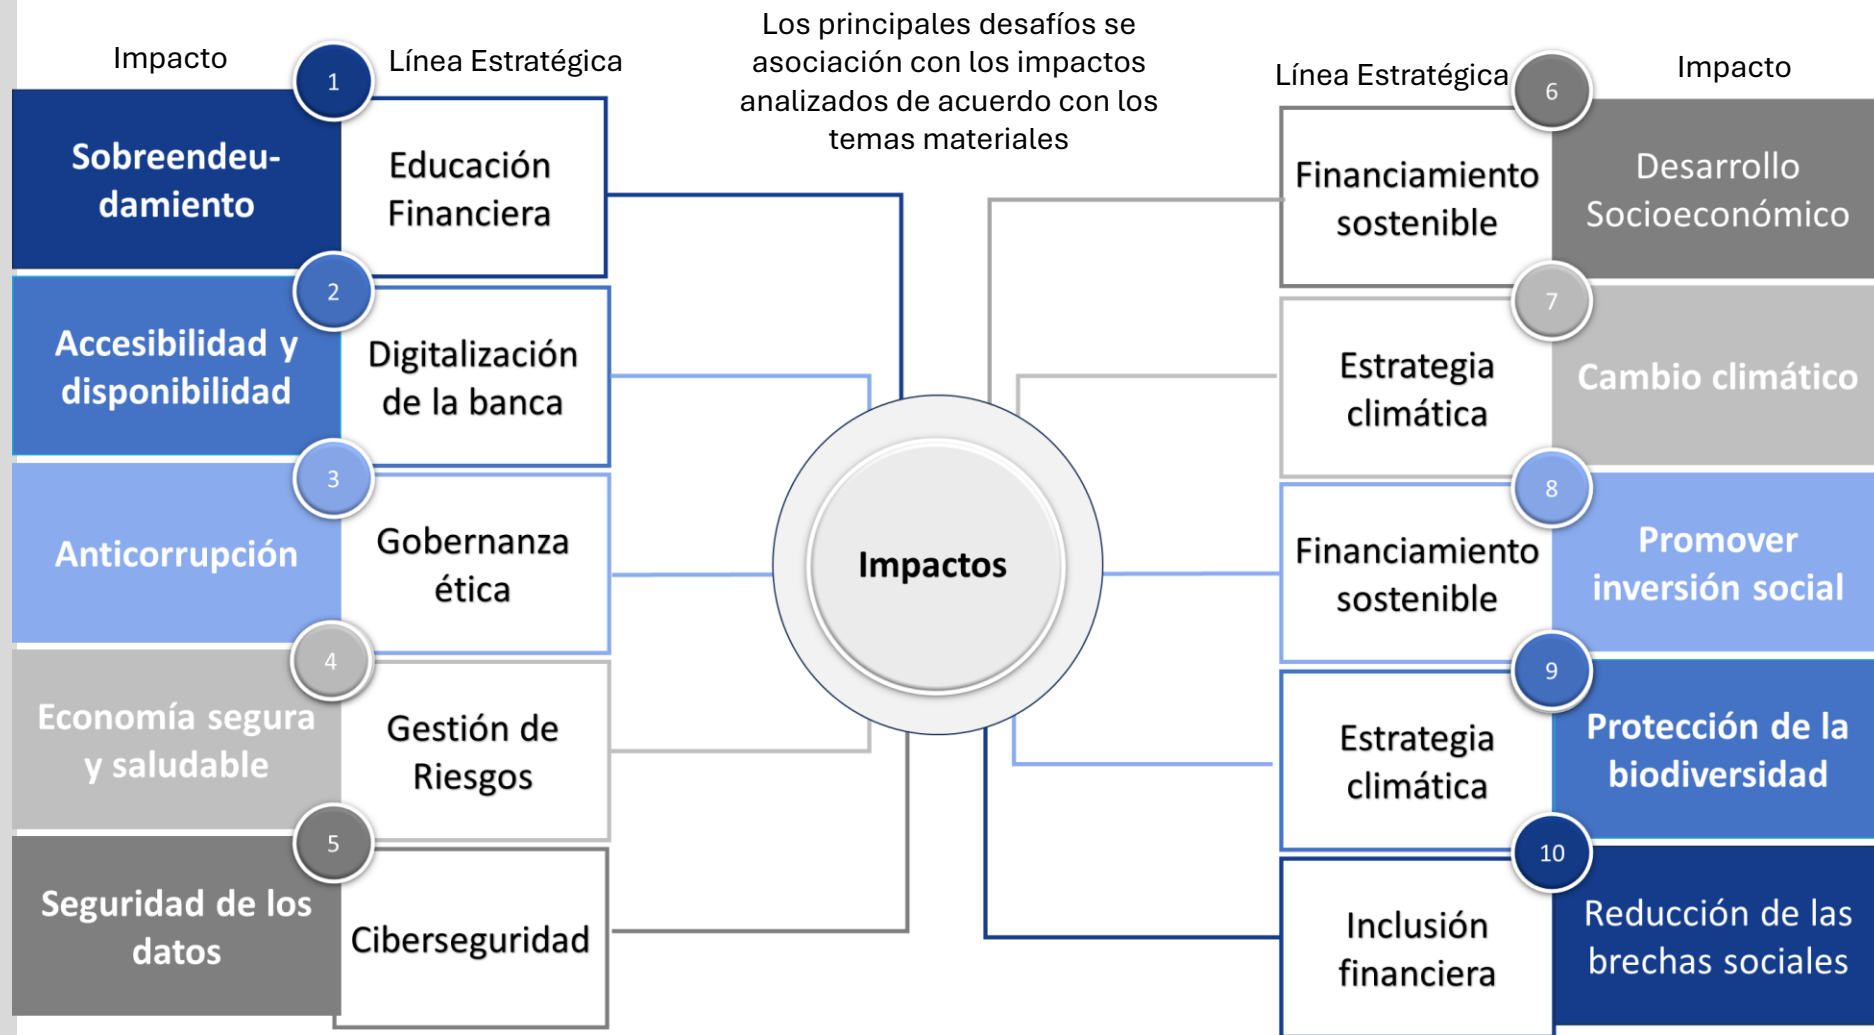 Los principales desafíos se
asociación con los impactos
analizados de acuerdo con los
temas materiales
Impacto
Línea Estratégica
1
Sobreendeu-
damiento
Educación
Financiera
2
Accesibilidad y
disponibilidad
Digitalización
de la banca
3
Anticorrupción
Gobernanza
ética
4
Economía segura
y saludable
Gestión de
Riesgos
5
Seguridad de los
datos
Ciberseguridad
Impactos
Línea Estratégica
Impacto
6
Financiamiento
sostenible
Desarrollo
Socioeconómico
7
Estrategia
climática
Cambio climático
8
Financiamiento
sostenible
Promover
inversión social
9
Estrategia
climática
Protección de la
biodiversidad
10
Inclusión
financiera
Reducción de las
brechas sociales